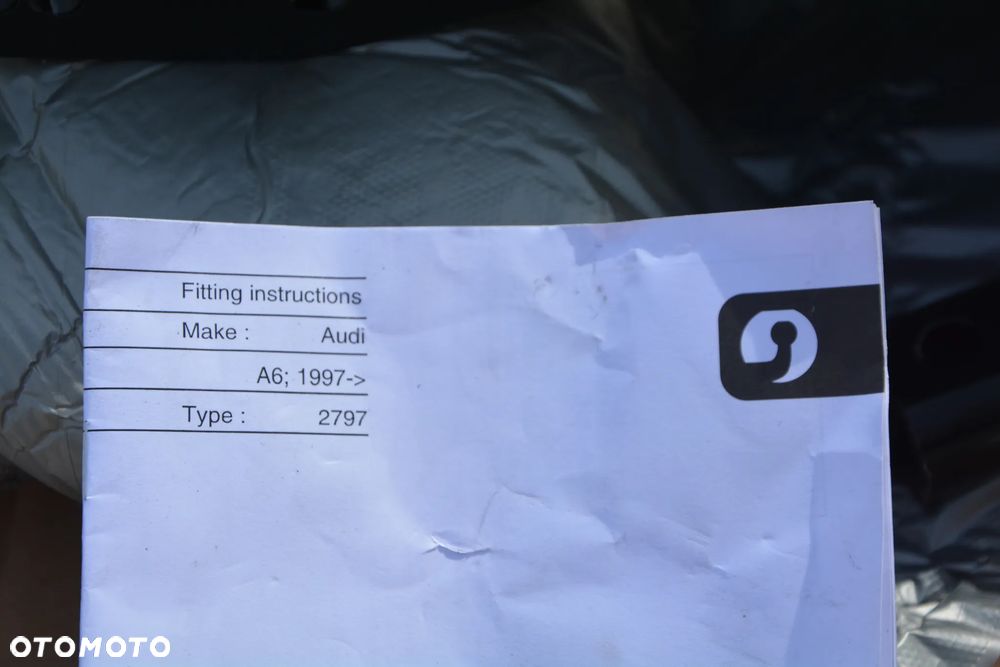 Fitting instructions
Make : Audi
A6; 1997->
Type : 2797
OTOMOTO